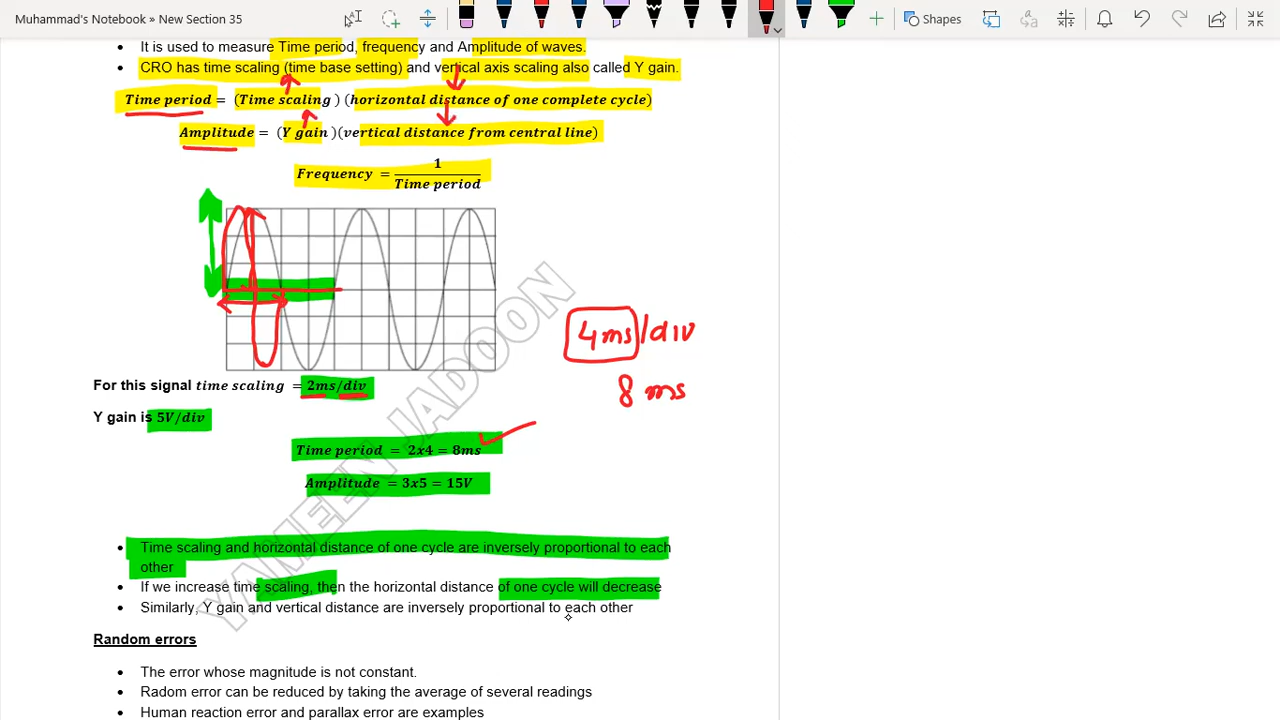 Muhammad's Notebook » New Section 35
Shapes
• It is used to measure Time period, frequency and Amplitude of waves.
• CRO has time scaling (time base setting) and vertical axis scaling also called Y gain.
Time period = (Time scaling )(horizontal distance of one complete cycle)
Amplitude = (Y gain )(vertical distance from central line)
Frequency = 1 / Time period
4ms/div
8 ms
For this signal time scaling = 2ms/div
Y gain is 5V/div
Time period = 2x4 = 8ms
Amplitude = 3x5 = 15V
YAMEEN JADOON
• Time scaling and horizontal distance of one cycle are inversely proportional to each
other
• If we increase time scaling, then the horizontal distance of one cycle will decrease
• Similarly, Y gain and vertical distance are inversely proportional to each other
Random errors
• The error whose magnitude is not constant.
• Radom error can be reduced by taking the average of several readings
• Human reaction error and parallax error are examples